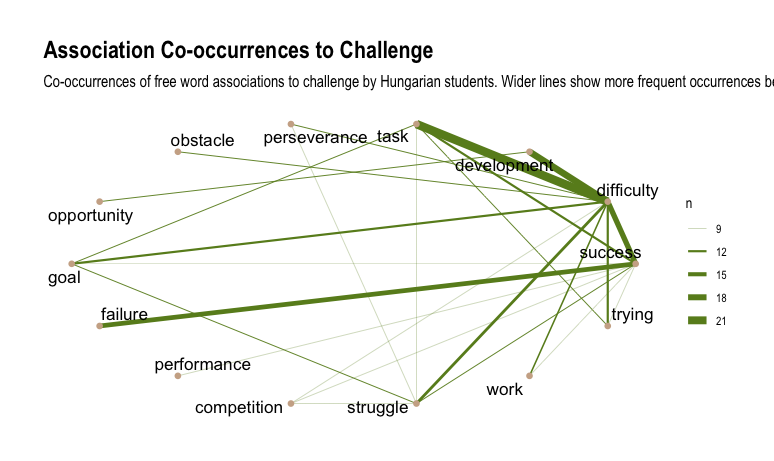 Association Co-occurrences to Challenge
Co-occurrences of free word associations to challenge by Hungarian students. Wider lines show more frequent occurrences be
perseverance task
obstacle
development
difficulty
n
opportunity
9
success
12
goal
15
18
failure
trying
21
performance
work
competition
struggle